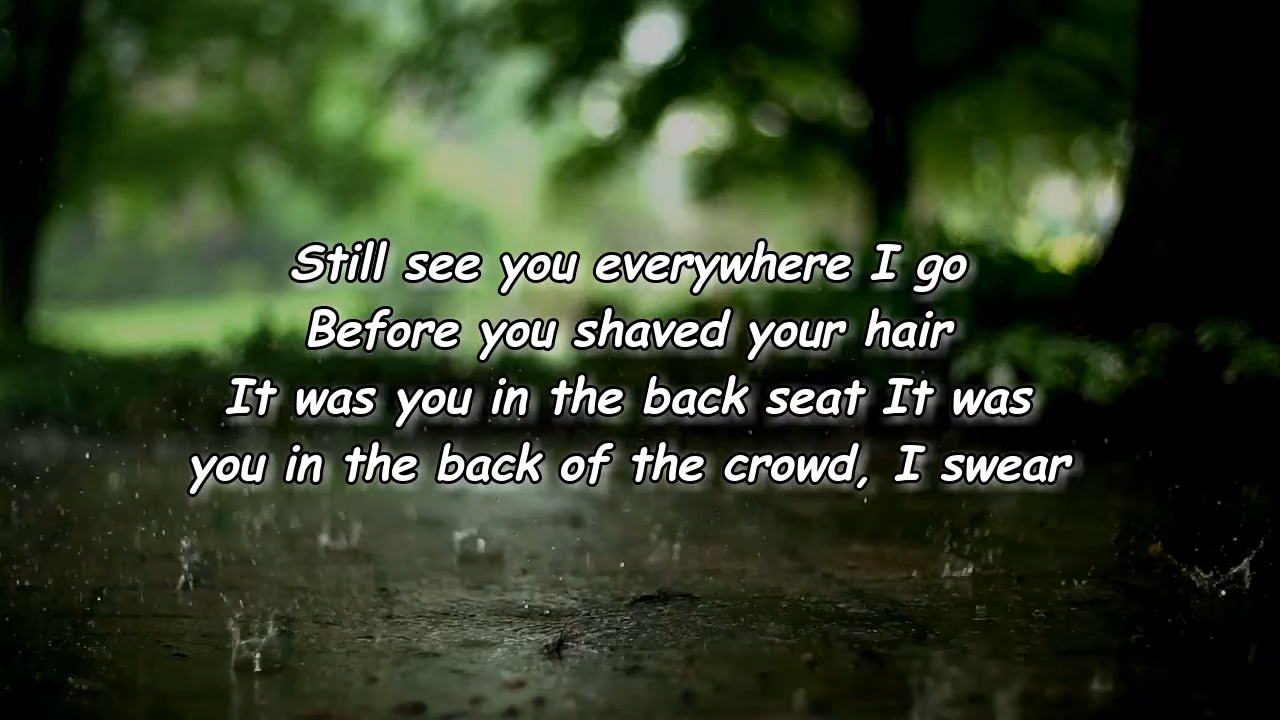 Still see you everywhere I go
Before you shaved your hair
It was you in the back seat It was
you in the back of the crowd, I swear